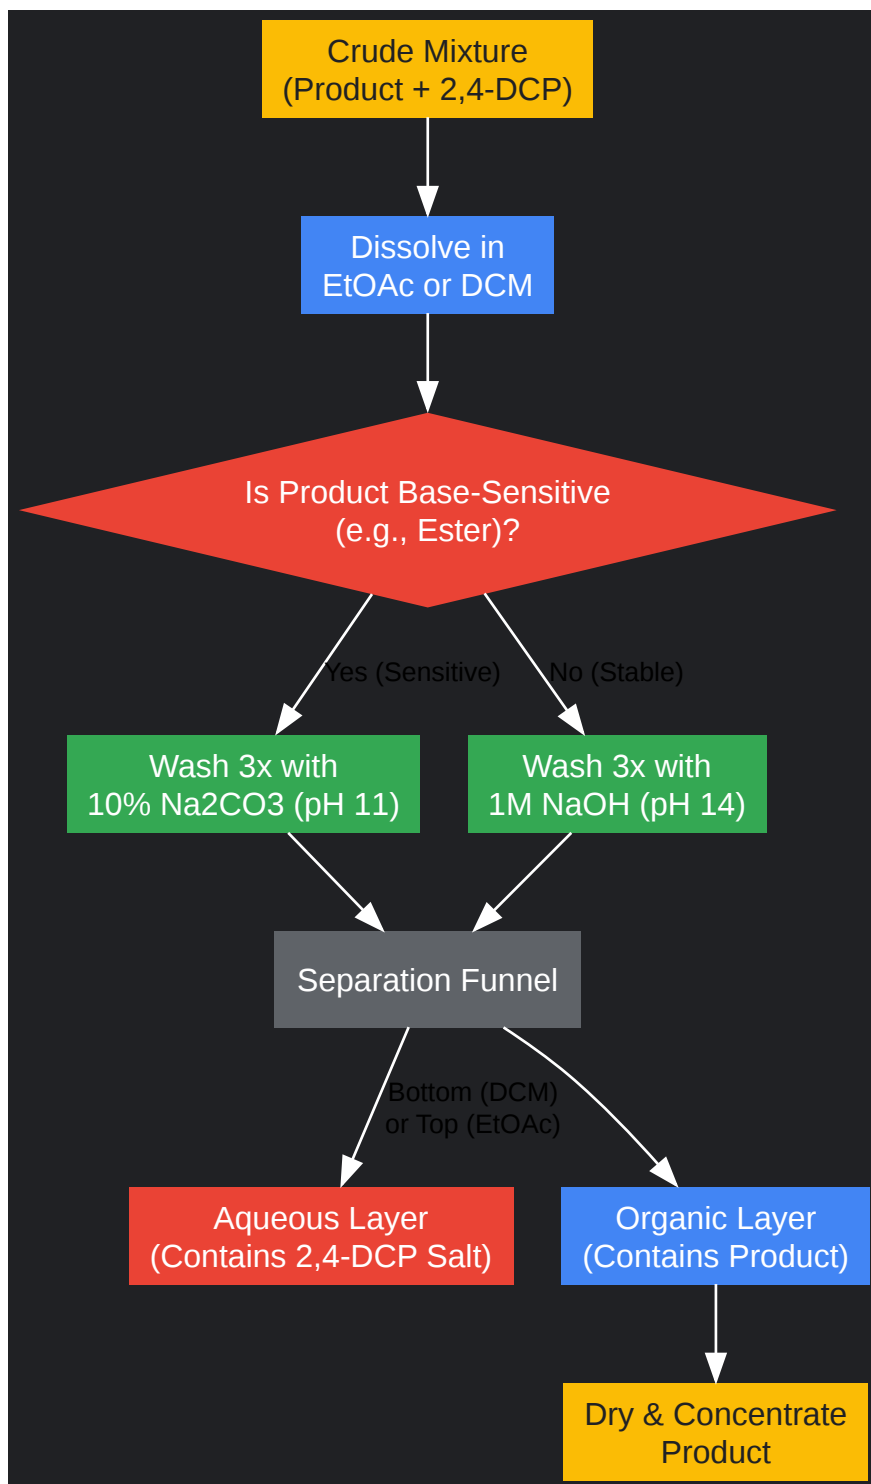 Crude Mixture
(Product + 2,4-DCP)
Dissolve in
EtOAc or DCM
Is Product Base-Sensitive
(e.g., Ester)?
Yes (Sensitive)
No (Stable)
Wash 3x with
10% Na2CO3 (pH 11)
Wash 3x with
1M NaOH (pH 14)
Separation Funnel
Bottom (DCM)
or Top (EtOAc)
Aqueous Layer
(Contains 2,4-DCP Salt)
Organic Layer
(Contains Product)
Dry & Concentrate
Product